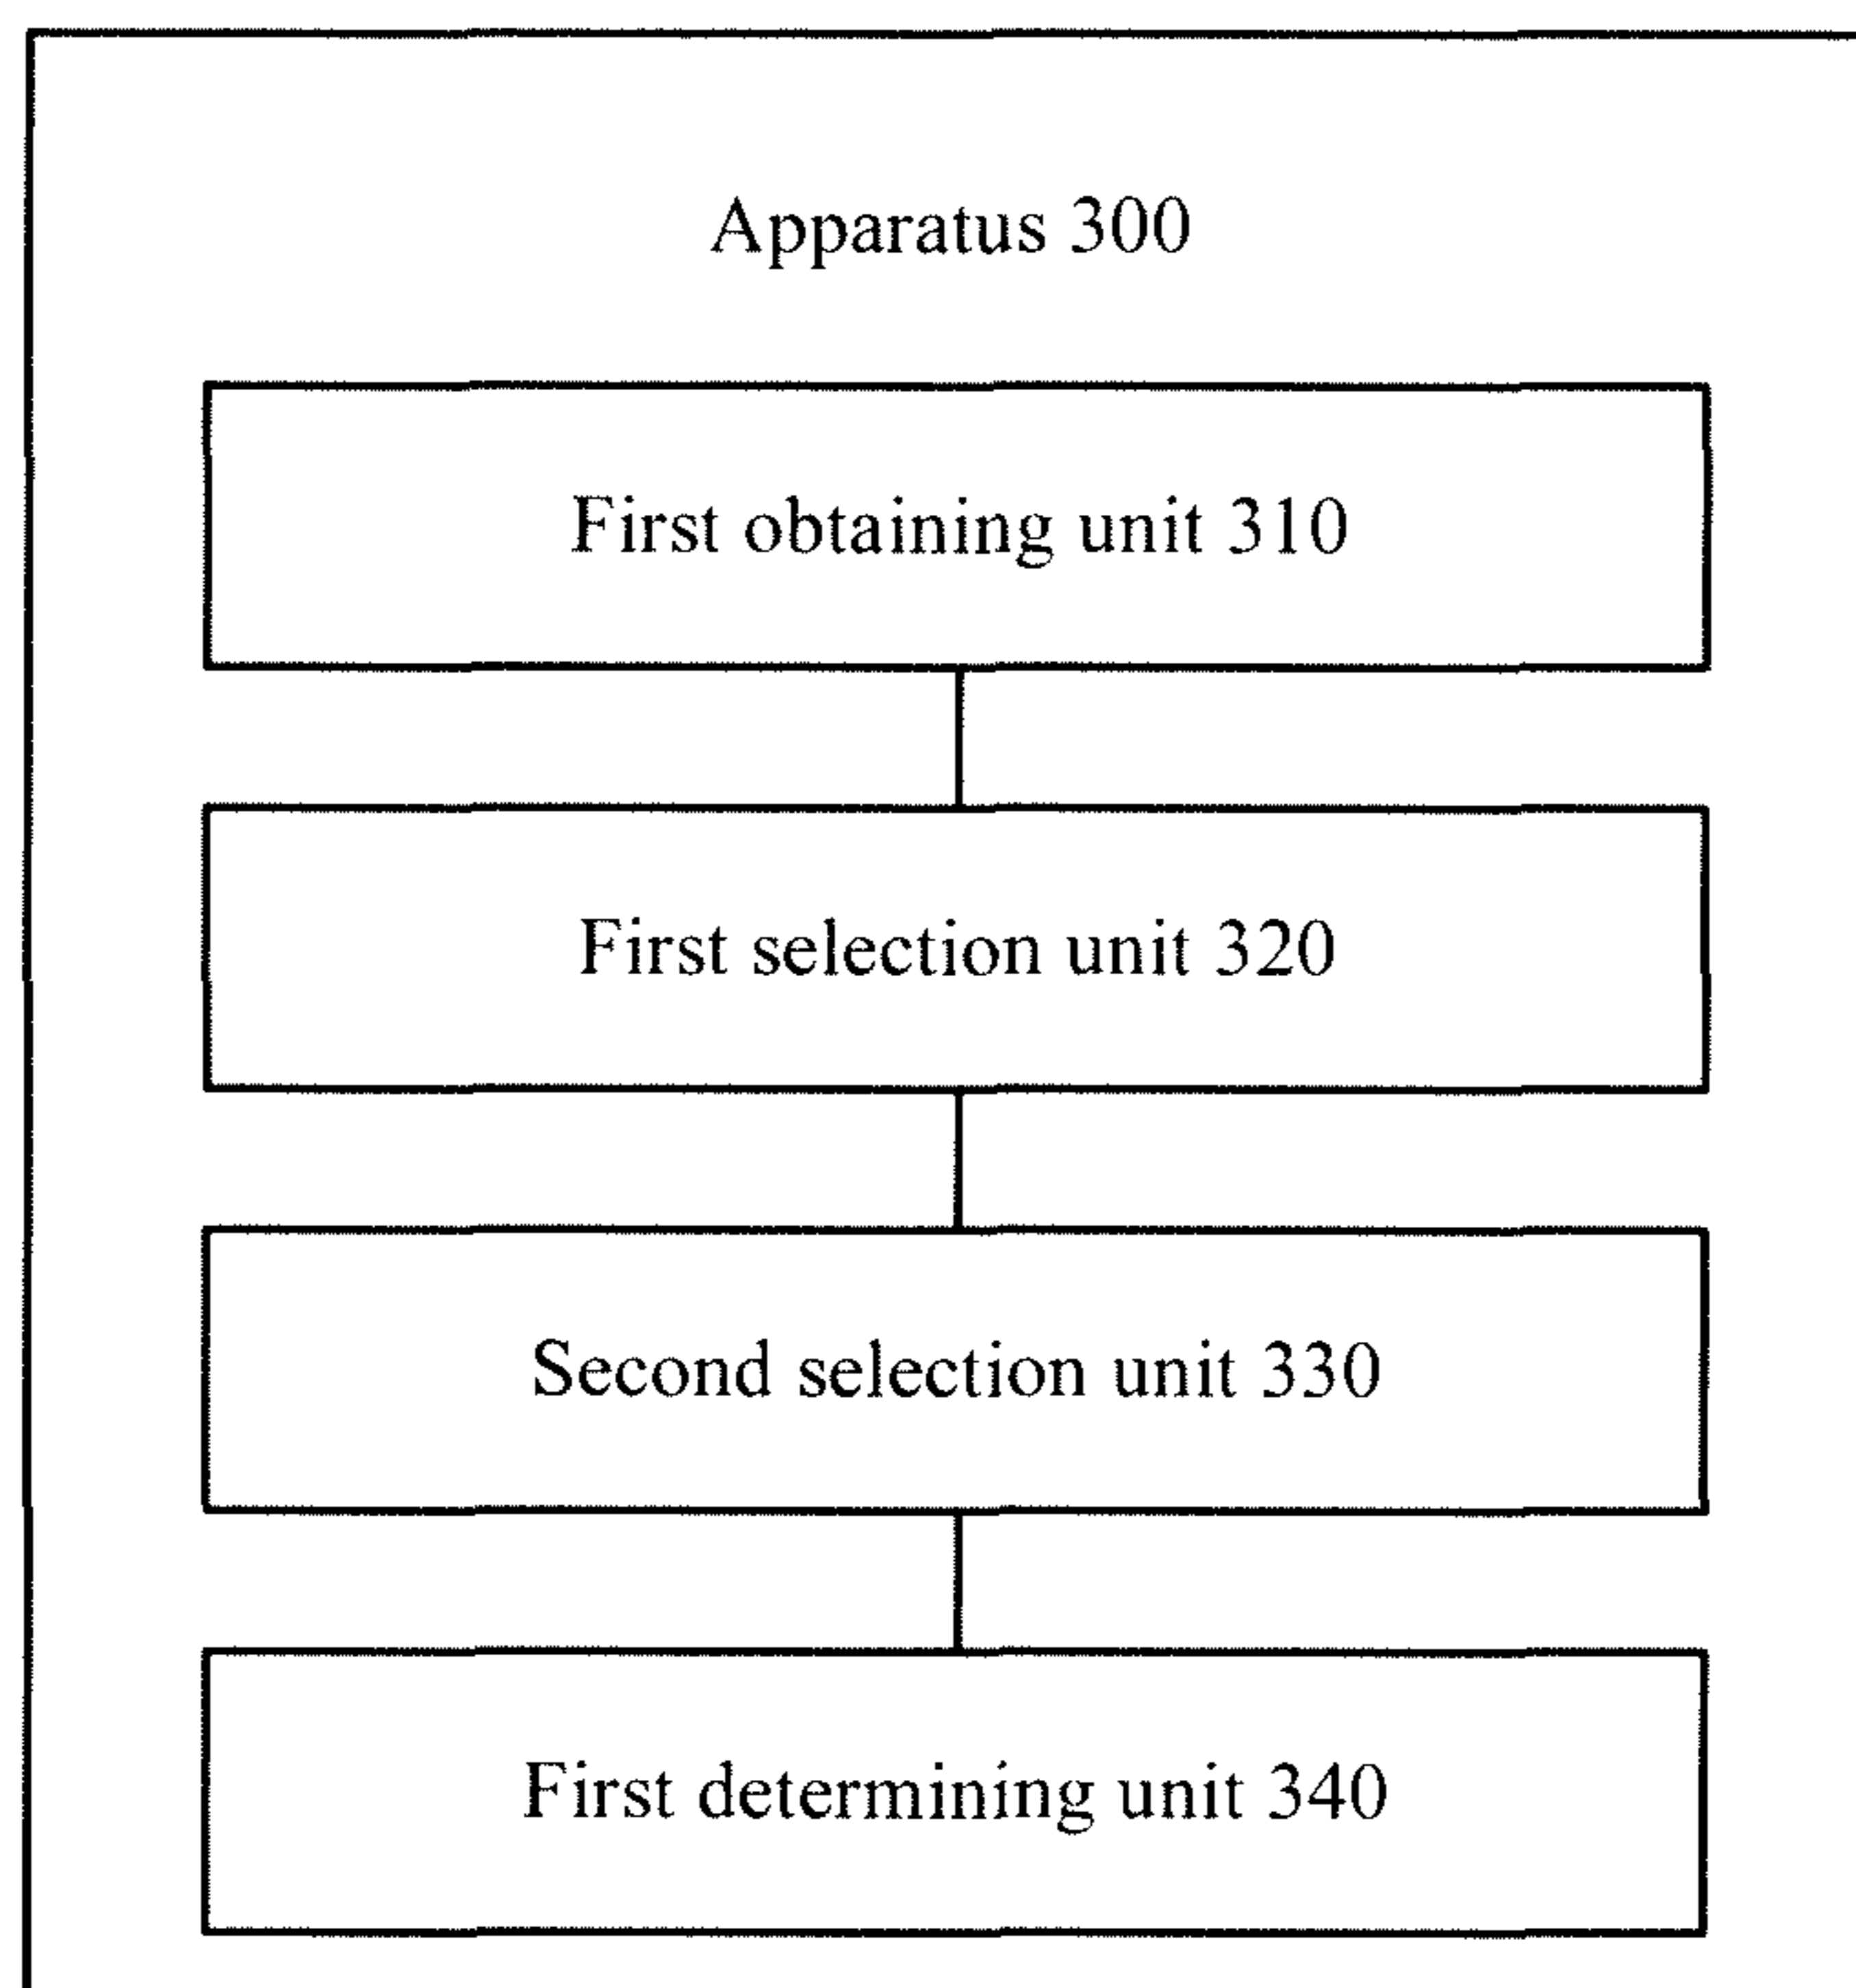 Apparatus 300
First obtaining unit 310
First selection unit 320
Second selection unit 330
First determining unit 340